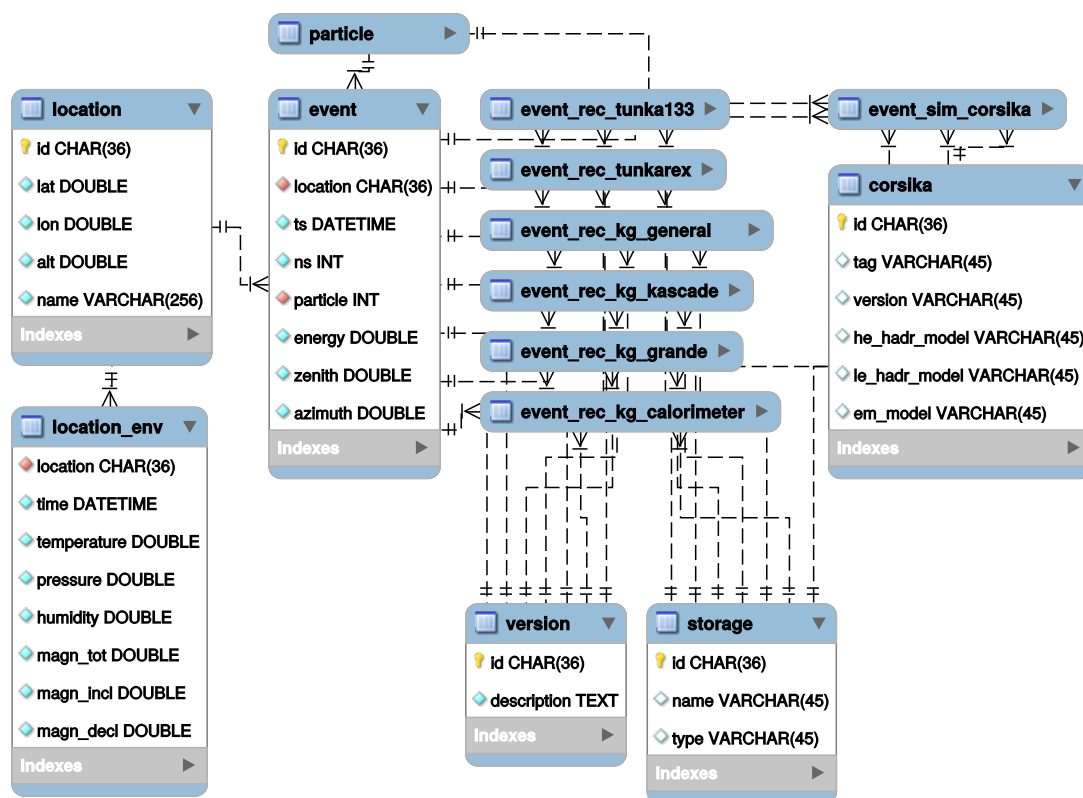 particle
location
id CHAR(36)
lat DOUBLE
lon DOUBLE
alt DOUBLE
name VARCHAR(256)
Indexes
location_env
location CHAR(36)
time DATETIME
temperature DOUBLE
pressure DOUBLE
humidity DOUBLE
magn_tot DOUBLE
magn_incl DOUBLE
magn_decl DOUBLE
Indexes
event
id CHAR(36)
location CHAR(36)
ts DATETIME
ns INT
particle INT
energy DOUBLE
zenith DOUBLE
azimuth DOUBLE
Indexes
event_rec_tunka133
event_rec_tunkarex
event_rec_kg_general
event_rec_kg_kascade
event_rec_kg_grande
event_rec_kg_calorimeter
event_sim_corsika
corsika
id CHAR(36)
tag VARCHAR(45)
version VARCHAR(45)
he_hadr_model VARCHAR(45)
le_hadr_model VARCHAR(45)
em_model VARCHAR(45)
Indexes
version
id CHAR(36)
description TEXT
Indexes
storage
id CHAR(36)
name VARCHAR(45)
type VARCHAR(45)
Indexes